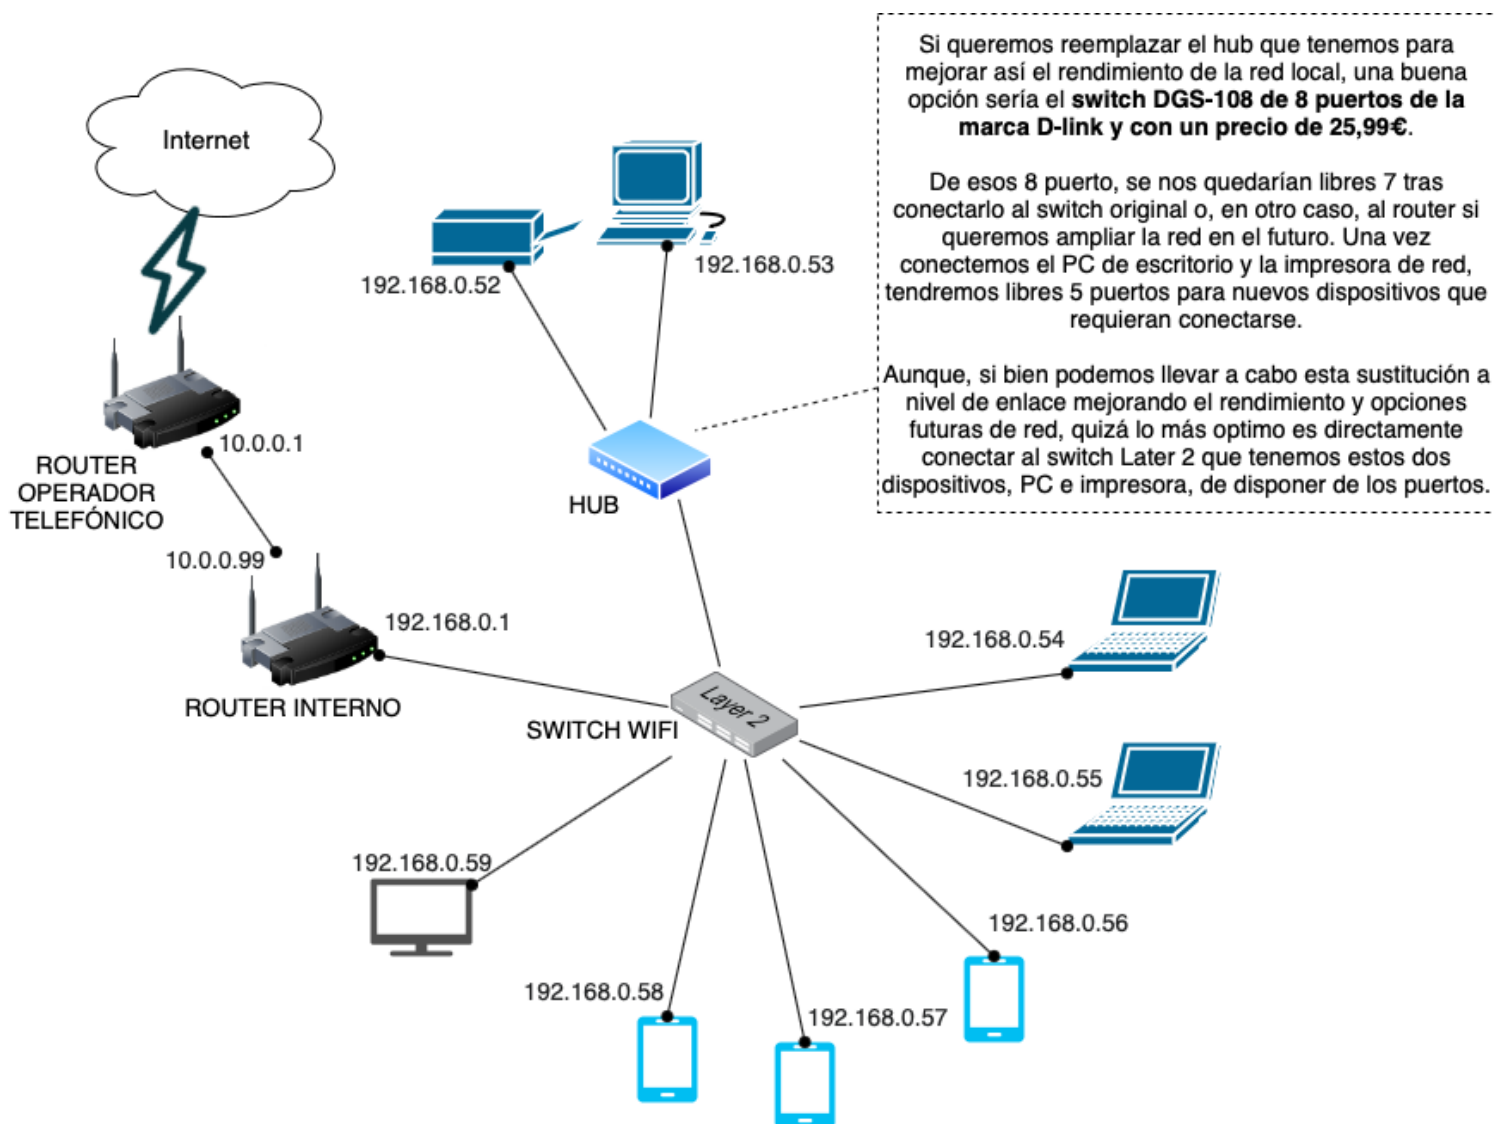 Si queremos reemplazar el hub que tenemos para
mejorar así el rendimiento de la red local, una buena
opción sería el switch DGS-108 de 8 puertos de la
marca D-link y con un precio de 25,99€.
De esos 8 puerto, se nos quedarían libres 7 tras
conectarlo al switch original o, en otro caso, al router si
queremos ampliar la red en el futuro. Una vez
conectemos el PC de escritorio y la impresora de red,
tendremos libres 5 puertos para nuevos dispositivos que
requieran conectarse.
Aunque, si bien podemos llevar a cabo esta sustitución a
nivel de enlace mejorando el rendimiento y opciones
futuras de red, quizá lo más optimo es directamente
conectar al switch Later 2 que tenemos estos dos
dispositivos, PC e impresora, de disponer de los puertos.
Internet
192.168.0.52
192.168.0.53
10.0.0.1
ROUTER
OPERADOR
TELEFÓNICO
HUB
10.0.0.99
192.168.0.1
ROUTER INTERNO
SWITCH WIFI
Layer 2
192.168.0.54
192.168.0.55
192.168.0.59
192.168.0.56
192.168.0.58
192.168.0.57